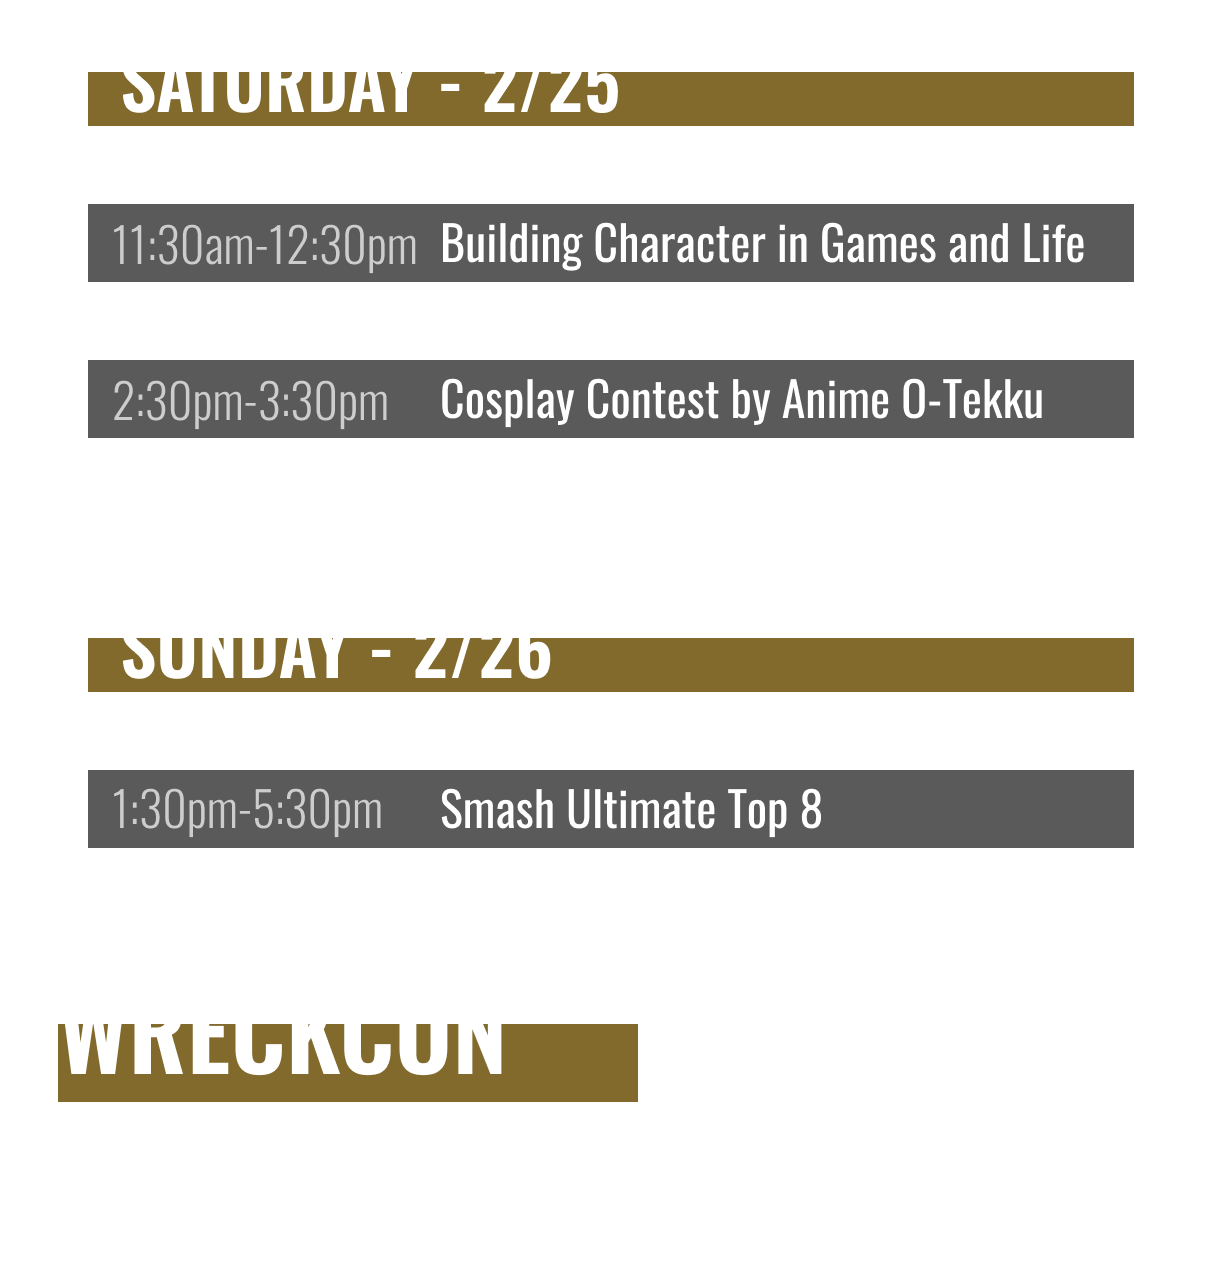 SATURDAY - 2/25
11:30am-12:30pm Building Character in Games and Life
2:30pm-3:30pm Cosplay Contest by Anime O-Tekku
SUNDAY - 2/26
1:30pm-5:30pm Smash Ultimate Top 8
WRECKCON